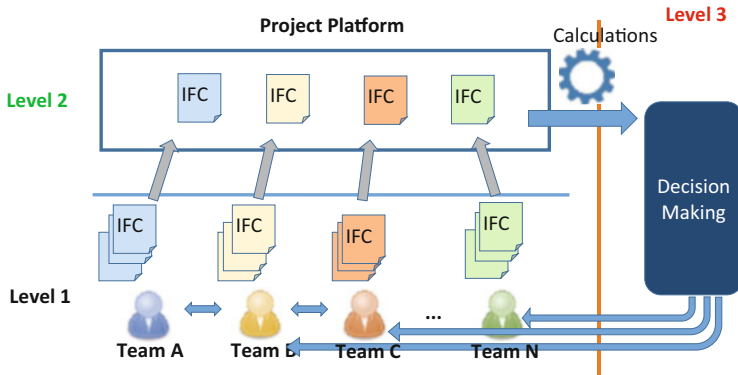 Level 3
Project Platform
Calculations
Level 2
IFC
IFC
IFC
IFC
Decision
Making
IFC
IFC
IFC
IFC
Level 1
...
Team A
Team B
Team C
Team N